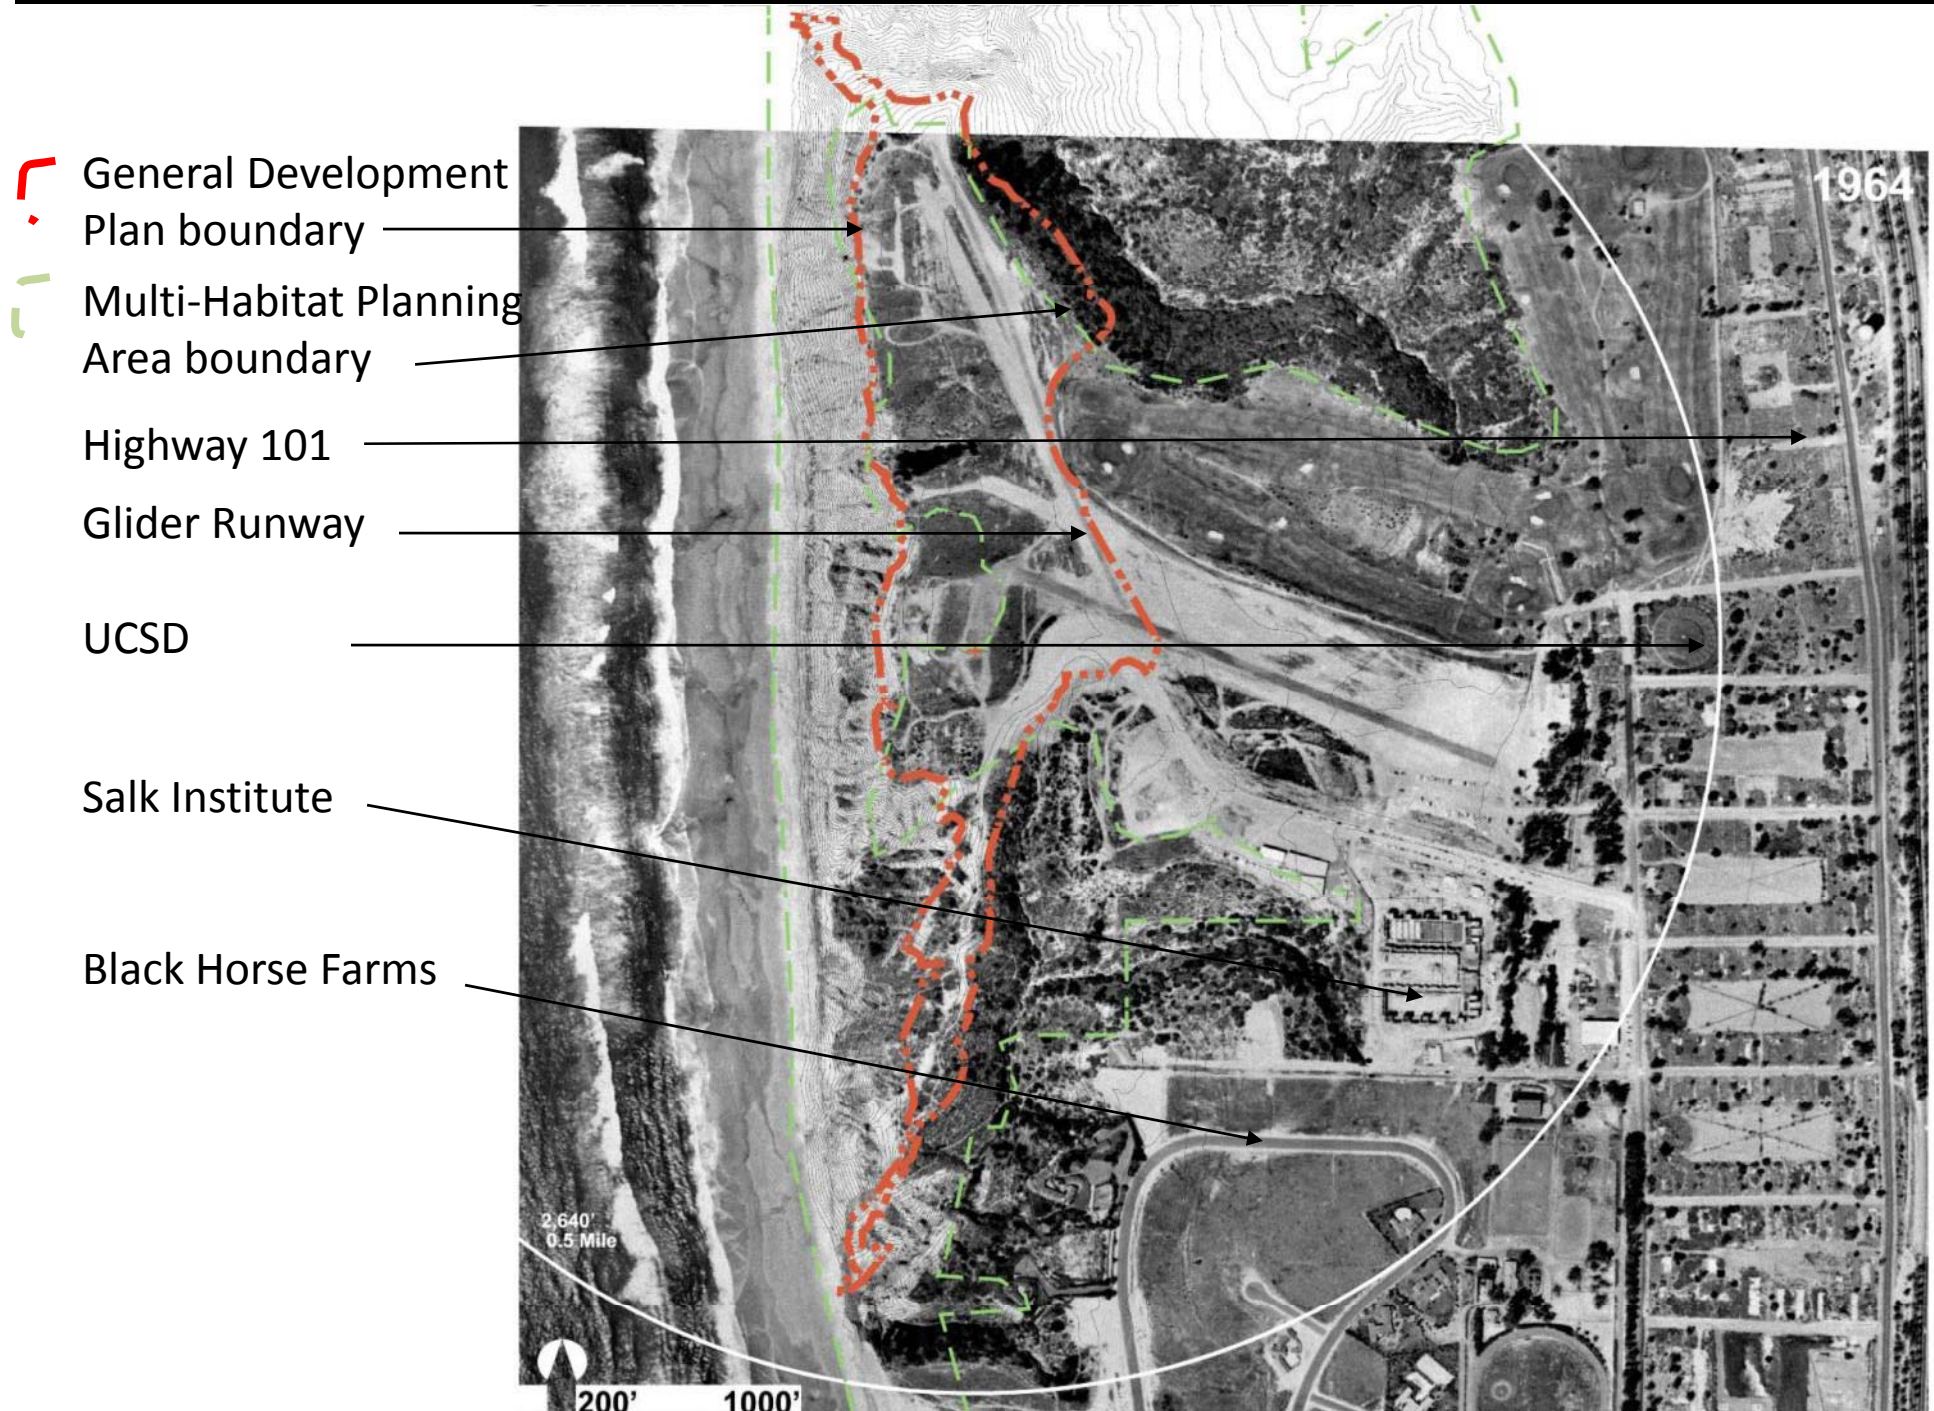 1964
General Development
Plan boundary
Multi-Habitat Planning
Area boundary
Highway 101
Glider Runway
UCSD
Salk Institute
Black Horse Farms
2,640'
0.5 Mile
200' 1000'